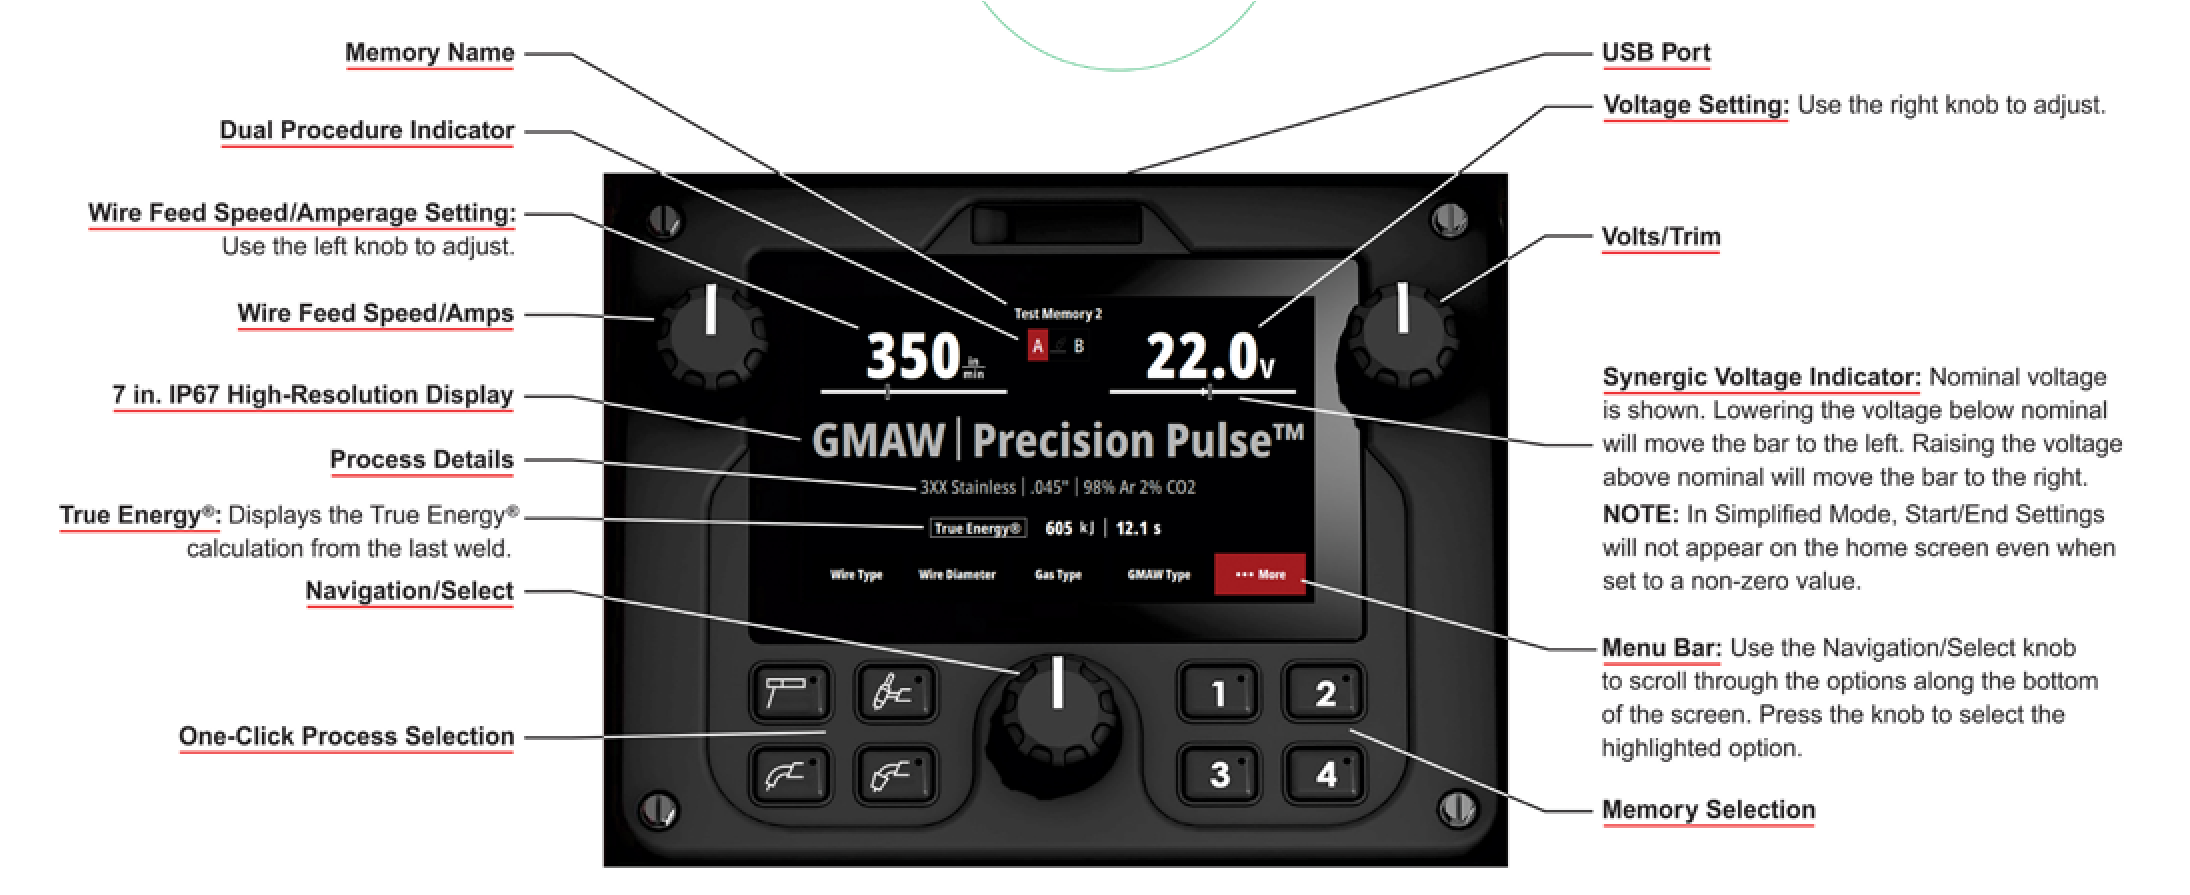 Memory Name
Dual Procedure Indicator
Wire Feed Speed/Amperage Setting:
Use the left knob to adjust.
Wire Feed Speed/Amps
7 in. IP67 High-Resolution Display
Process Details
True Energy®: Displays the True Energy®
calculation from the last weld.
Navigation/Select
One-Click Process Selection
Test Memory 2
350 in/min
A B
22.0 V
GMAW | Precision Pulse™
3XX Stainless | .045" | 98% Ar 2% CO2
True Energy® 605 kJ | 12.1 s
Wire Type Wire Diameter Gas Type GMAW Type ••• More
1 2
3 4
USB Port
Voltage Setting: Use the right knob to adjust.
Volts/Trim
Synergic Voltage Indicator: Nominal voltage
is shown. Lowering the voltage below nominal
will move the bar to the left. Raising the voltage
above nominal will move the bar to the right.
NOTE: In Simplified Mode, Start/End Settings
will not appear on the home screen even when
set to a non-zero value.
Menu Bar: Use the Navigation/Select knob
to scroll through the options along the bottom
of the screen. Press the knob to select the
highlighted option.
Memory Selection